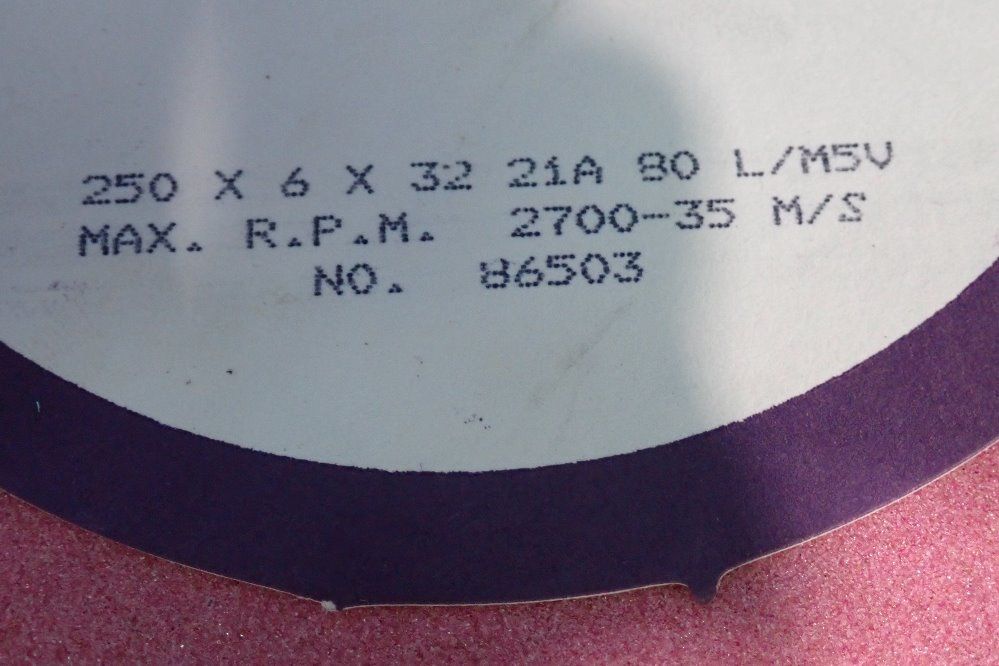 250 X 6 X 32 21A 80 L/M5V
MAX. R.P.M. 2700-35 M/S
NO. 86503